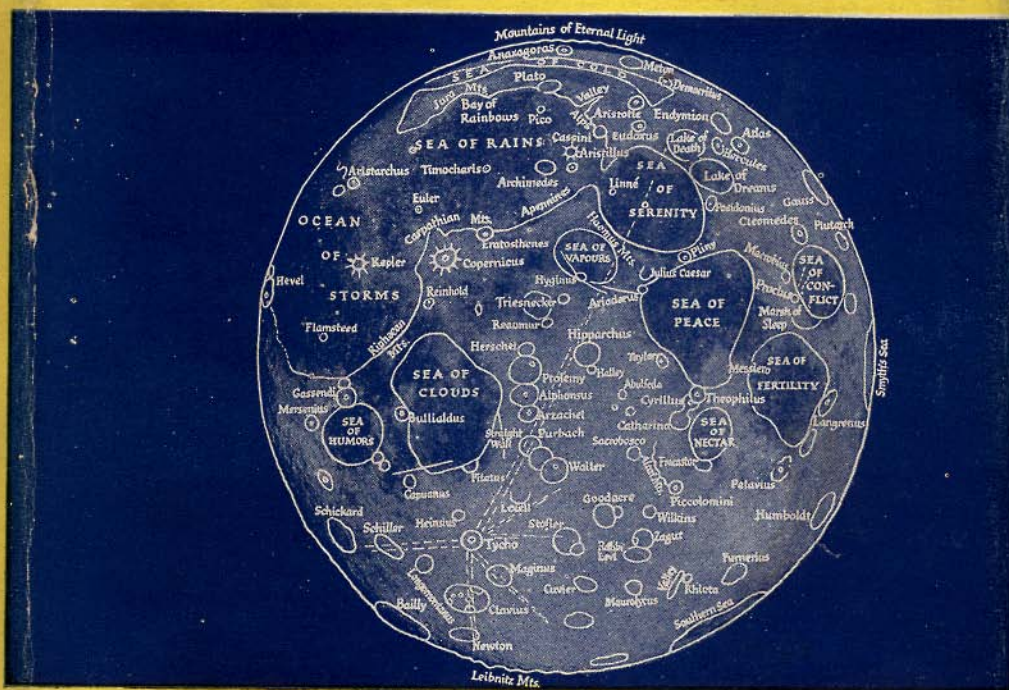 Mountains of Eternal Light
Anaxagoras
SEA OF COLD
Meton
Democritus
Plato
Jura Mts.
Valley
Alps
Bay of
Rainbows
Pico
Aristotle
Endymion
Cassini
Eudoxus
Lake of
Death
Atlas
Hercules
SEA OF RAINS
Aristillus
SEA
OF
SERENITY
Lake of
Dreams
Aristarchus
Timocharis
Archimedes
Linné
Posidonius
Gauss
Euler
Apennines
Cleomedes
Plutarch
OCEAN
OF
STORMS
Carpathian Mts.
Eratosthenes
Haemus Mts.
SEA OF
VAPOURS
Pliny
Macrobius
SEA
OF
CON-
FLICT
Kepler
Copernicus
Hyginus
Julius Caesar
Proclus
Hevel
Reinhold
Triesnecker
Ariadaeus
SEA OF
PEACE
Marsh of
Sleep
Reaumur
Flamsteed
Riphaean
Mts.
Hipparchus
Herschel
Halley
Taylor
Messier
SEA OF
FERTILITY
Smyth's Sea
SEA OF
CLOUDS
Ptolemy
Abulfeda
Gassendi
Alphonsus
Cyrillus
Theophilus
Mersenius
Bullialdus
Arzachel
Catharina
SEA
OF
NECTAR
Langrenus
SEA
OF
HUMORS
Straight
Wall
Purbach
Sacrobosco
Fracastor
Altai Mts.
Pitatus
Walter
Petavius
Capuanus
Piccolomini
Lexell
Goodacre
Wilkins
Humboldt
Schickard
Schiller
Heinsius
Stofler
Tycho
Rabbi
Levi
Zagut
Maginus
Furnerius
Longomontanus
Cuvier
Maurolycus
Valley
Rheita
Bailly
Clavius
Southern Sea
Newton
Leibnitz Mts.